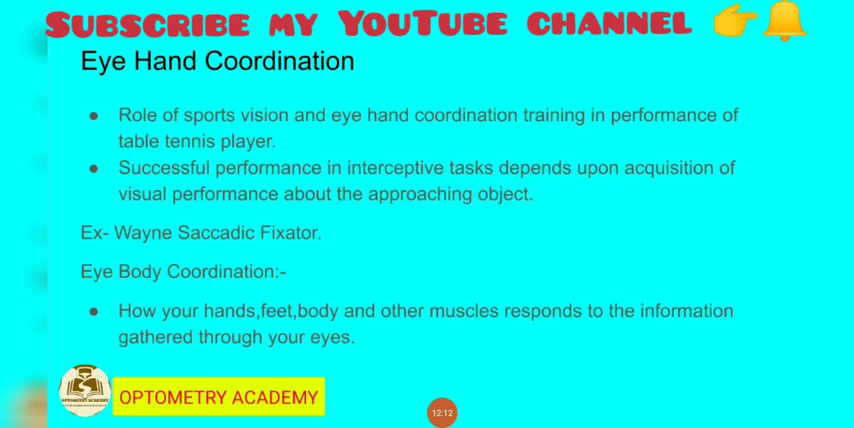 SUBSCRIBE MY YOUTUBE CHANNEL 👉🔔
Eye Hand Coordination
● Role of sports vision and eye hand coordination training in performance of
table tennis player.
● Successful performance in interceptive tasks depends upon acquisition of
visual performance about the approaching object.
Ex- Wayne Saccadic Fixator.
Eye Body Coordination:-
● How your hands,feet,body and other muscles responds to the information
gathered through your eyes.
OPTOMETRY ACADEMY
OPTOMETRY ACADEMY
12:12